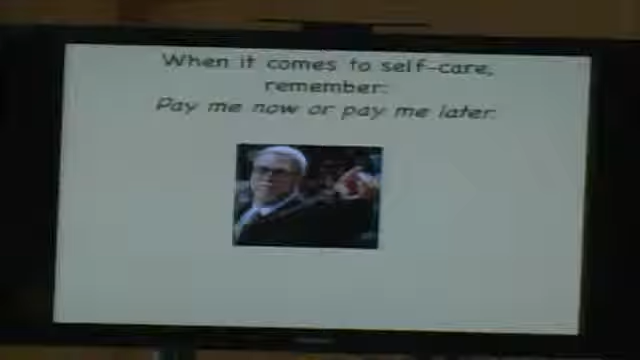 When it comes to self-care,
remember:
Pay me now or pay me later.